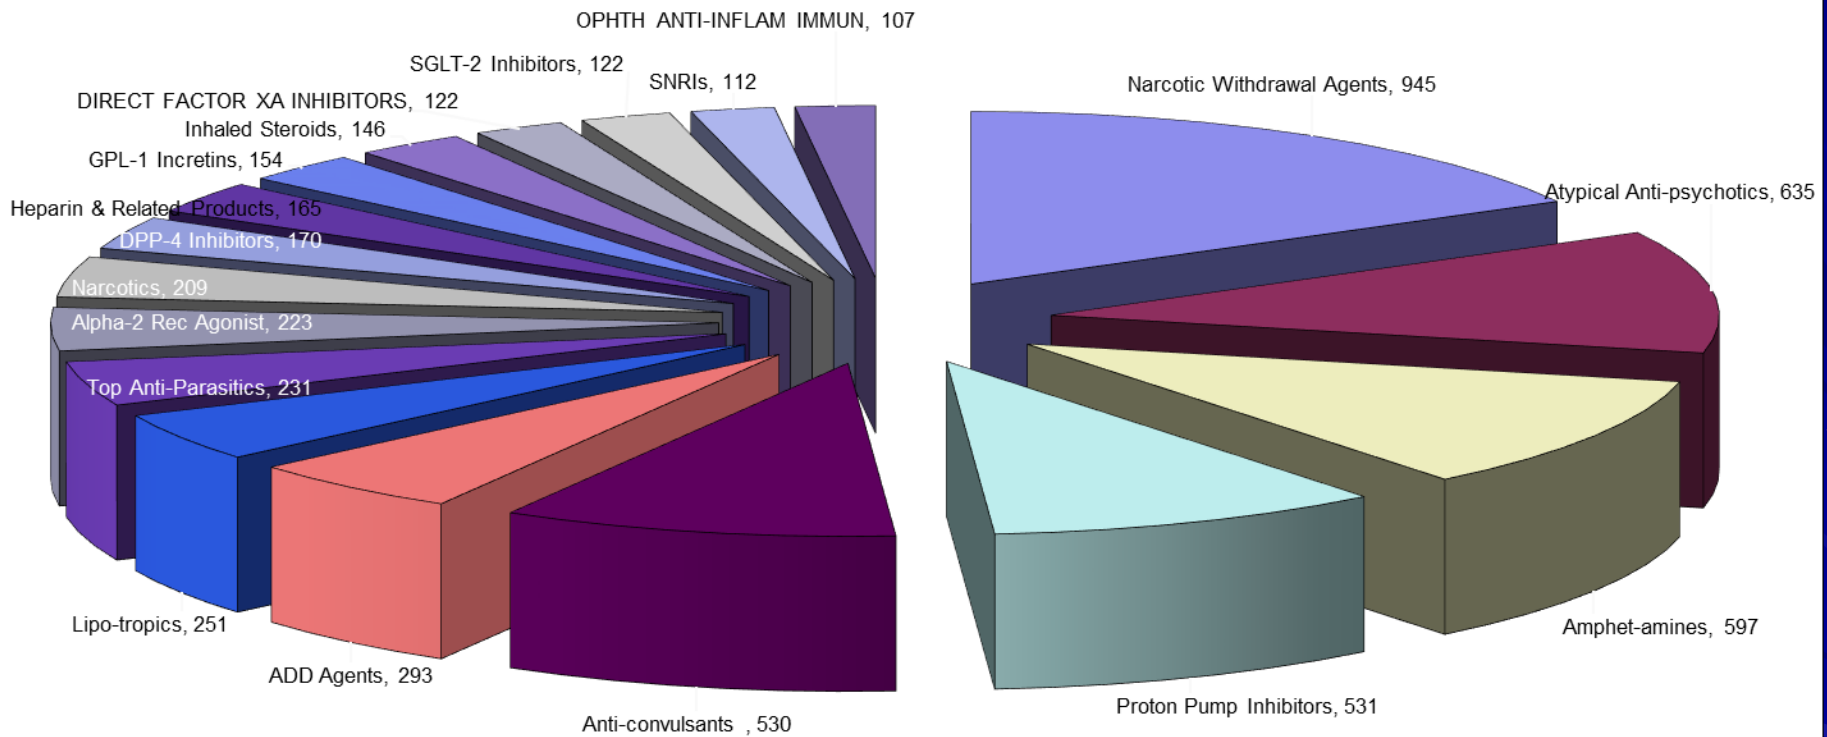 OPHTH ANTI-INFLAM IMMUN, 107
SGLT-2 Inhibitors, 122
SNRIs, 112
Narcotic Withdrawal Agents, 945
DIRECT FACTOR XA INHIBITORS, 122
Inhaled Steroids, 146
GPL-1 Incretins, 154
Atypical Anti-psychotics, 635
Heparin & Related Products, 165
DPP-4 Inhibitors, 170
Narcotics, 209
Alpha-2 Rec Agonist, 223
Top Anti-Parasitics, 231
Lipo-tropics, 251
Amphet-amines, 597
ADD Agents, 293
Proton Pump Inhibitors, 531
Anti-convulsants , 530